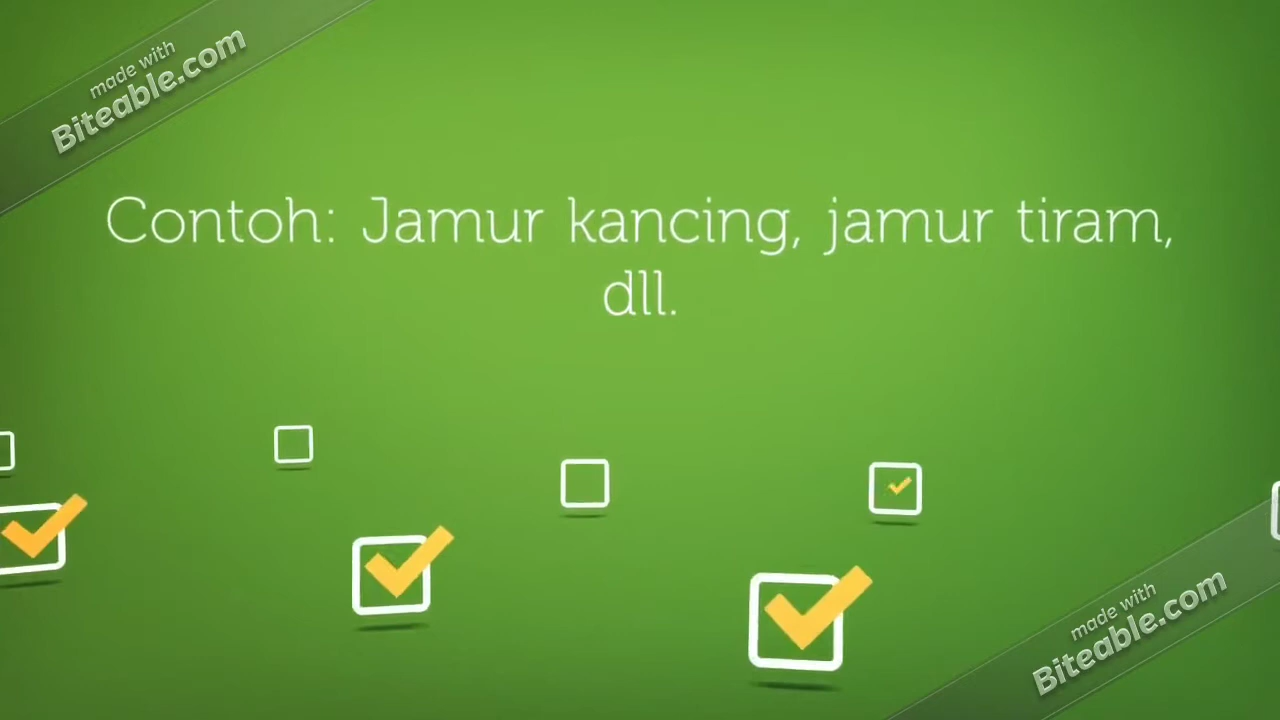 made with
Biteable.com
Contoh: Jamur kancing, jamur tiram,
dll.
made with
Biteable.com